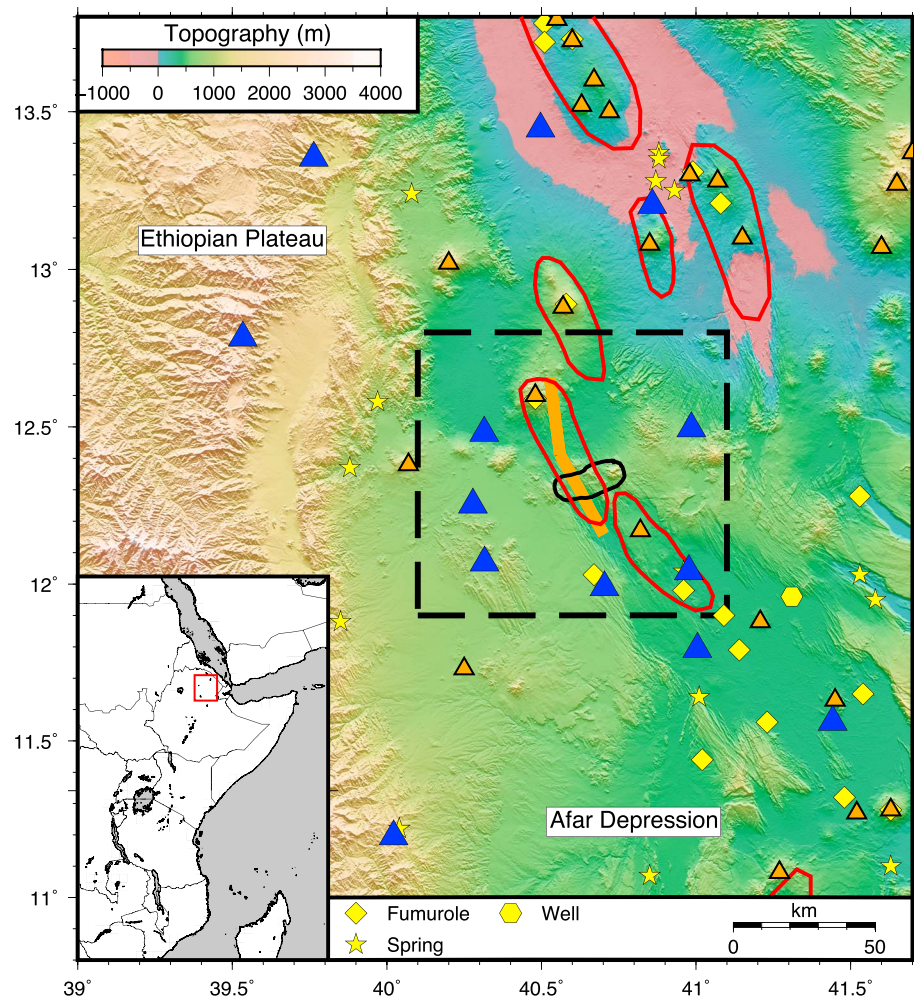 Topography (m)
−1000 0 1000 2000 3000 4000
13.5°
Ethiopian Plateau
13°
12.5°
12°
11.5°
Afar Depression
11°
Fumurole Well km
Spring 0 50
39° 39.5° 40° 40.5° 41° 41.5°